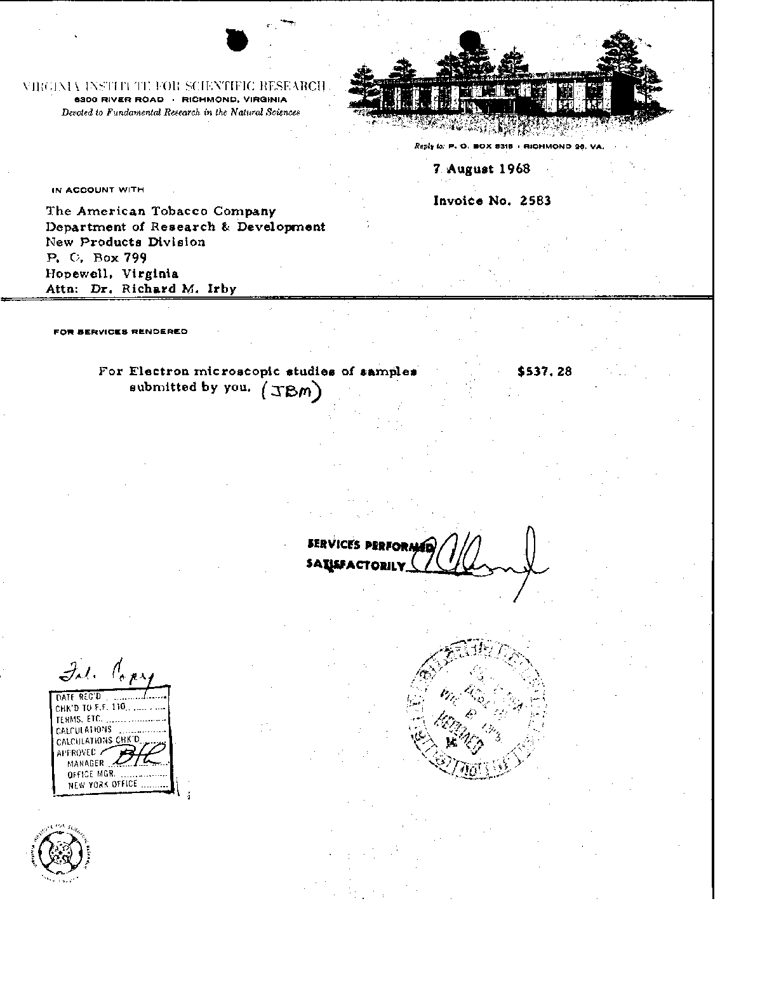 VIRGINIA INSTITUTE FOR SCIENTIFIC RESEARCH
6300 RIVER ROAD · RICHMOND, VIRGINIA
Devoted to Fundamental Research in the Natural Sciences
Reply to: P. O. BOX 8315 · RICHMOND 26, VA.
7 August 1968
Invoice No. 2583
IN ACCOUNT WITH
The American Tobacco Company
Department of Research & Development
New Products Division
P. O. Box 799
Hopewell, Virginia
Attn: Dr. Richard M. Irby
FOR SERVICES RENDERED
For Electron microscopic studies of samples $537.28
submitted by you. (JBM)
SERVICES PERFORMED
SATISFACTORILY
Copy
DATE REC'D
CHK'D TO F.F. 110
TERMS, ETC.
CALCULATIONS
CALCULATIONS CHK'D
APPROVED
MANAGER
OFFICE MGR.
NEW YORK OFFICE
RECEIVED